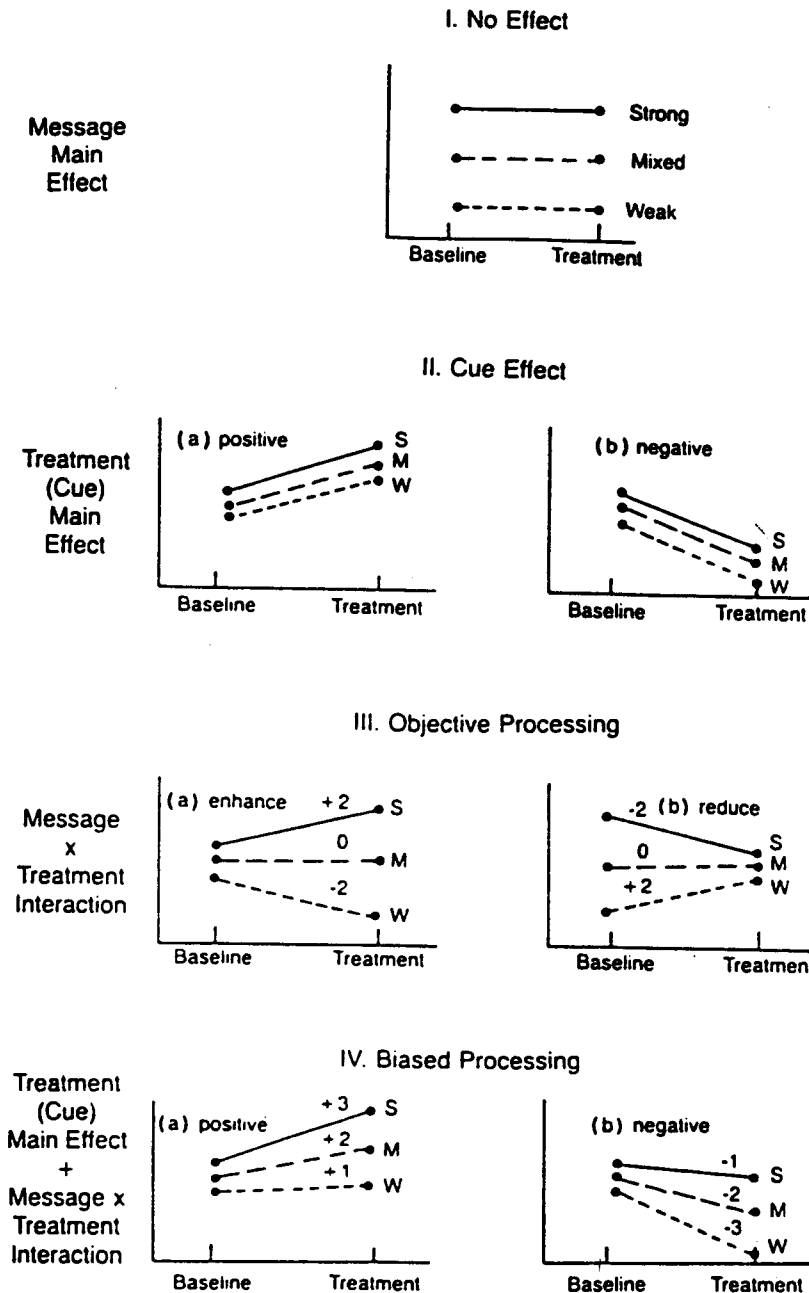 I. No Effect
Message
Main
Effect
Strong
Mixed
Weak
Baseline Treatment
II. Cue Effect
Treatment
(Cue)
Main
Effect
(a) positive
S
M
W
Baseline Treatment
(b) negative
S
M
W
Baseline Treatment
III. Objective Processing
Message
x
Treatment
Interaction
(a) enhance
+2
S
0
M
-2
W
Baseline Treatment
-2
(b) reduce
S
0
M
+2
W
Baseline Treatment
IV. Biased Processing
Treatment
(Cue)
Main Effect
+
Message x
Treatment
Interaction
(a) positive
+3
S
+2
M
+1
W
Baseline Treatment
(b) negative
-1
S
-2
M
-3
W
Baseline Treatment